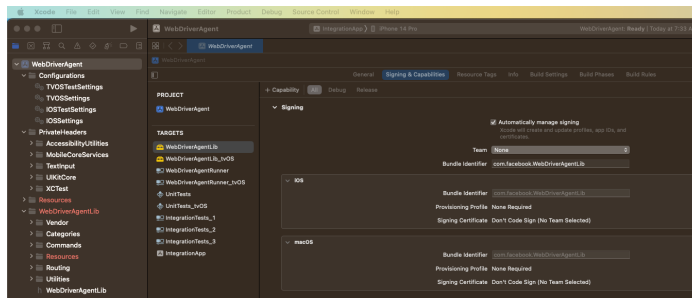 Xcode File Edit View Find Navigate Editor Product Debug Source Control Window Help
WebDriverAgent
IntegrationApp
iPhone 14 Pro
WebDriverAgent: Ready | Today at 7:33
WebDriverAgent
WebDriverAgent
WebDriverAgent
Configurations
TVOSTestSettings
TVOSSettings
IOSTestSettings
IOSSettings
PrivateHeaders
AccessibilityUtilities
MobileCoreServices
TextInput
UIKitCore
XCTest
Resources
WebDriverAgentLib
Vendor
Categories
Commands
Resources
Routing
Utilities
h WebDriverAgentLib
PROJECT
WebDriverAgent
TARGETS
WebDriverAgentLib
WebDriverAgentLib_tvOS
WebDriverAgentRunner
WebDriverAgentRunner_tvOS
UnitTests
UnitTests_tvOS
IntegrationTests_1
IntegrationTests_2
IntegrationTests_3
IntegrationApp
General Signing & Capabilities Resource Tags Info Build Settings Build Phases Build Rules
+ Capability All Debug Release
Signing
Automatically manage signing
Xcode will create and update profiles, app IDs, and
certificates.
Team None
Bundle Identifier com.facebook.WebDriverAgentLib
iOS
Bundle Identifier com.facebook.WebDriverAgentLib
Provisioning Profile None Required
Signing Certificate Don't Code Sign (No Team Selected)
macOS
Bundle Identifier com.facebook.WebDriverAgentLib
Provisioning Profile None Required
Signing Certificate Don't Code Sign (No Team Selected)